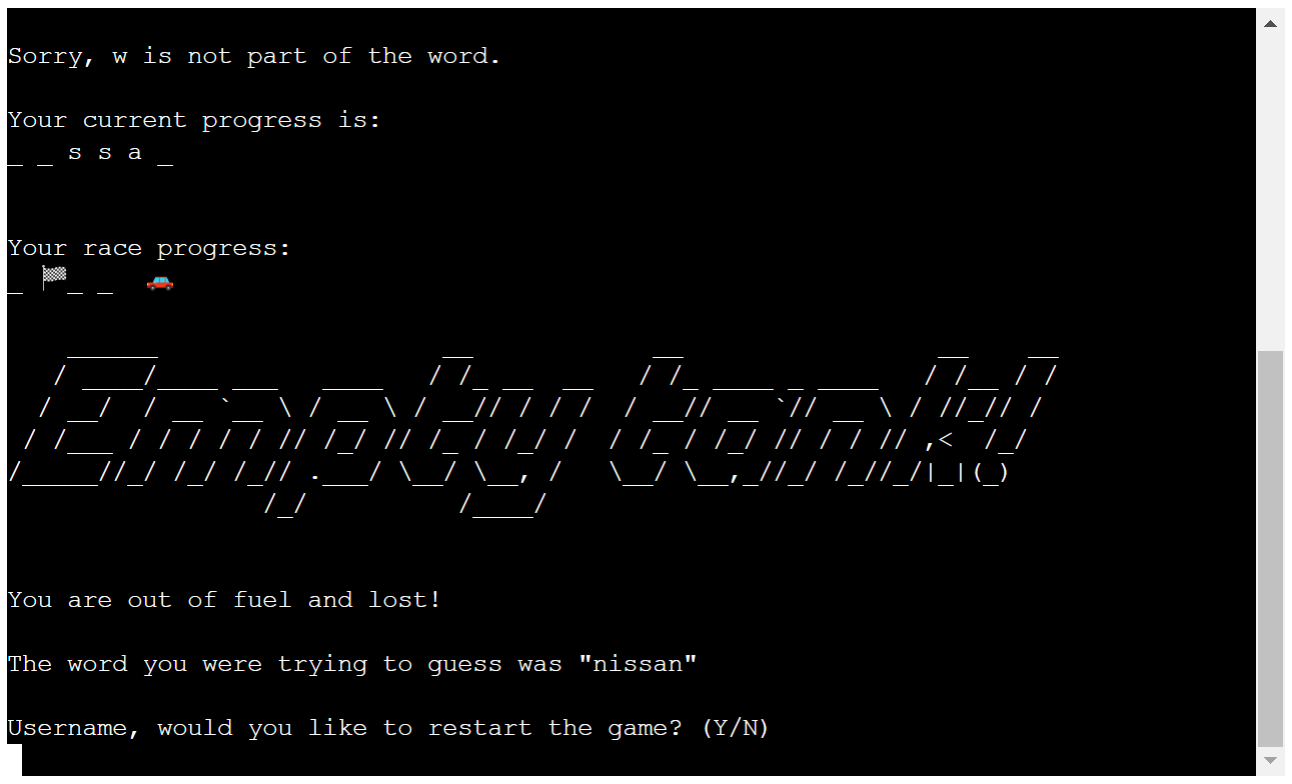 Sorry, w is not part of the word.
Your current progress is:
_ _ s s a _
Your race progress:
_ 🏁_ _ 🚗
Empty tank!
You are out of fuel and lost!
The word you were trying to guess was "nissan"
Username, would you like to restart the game? (Y/N)